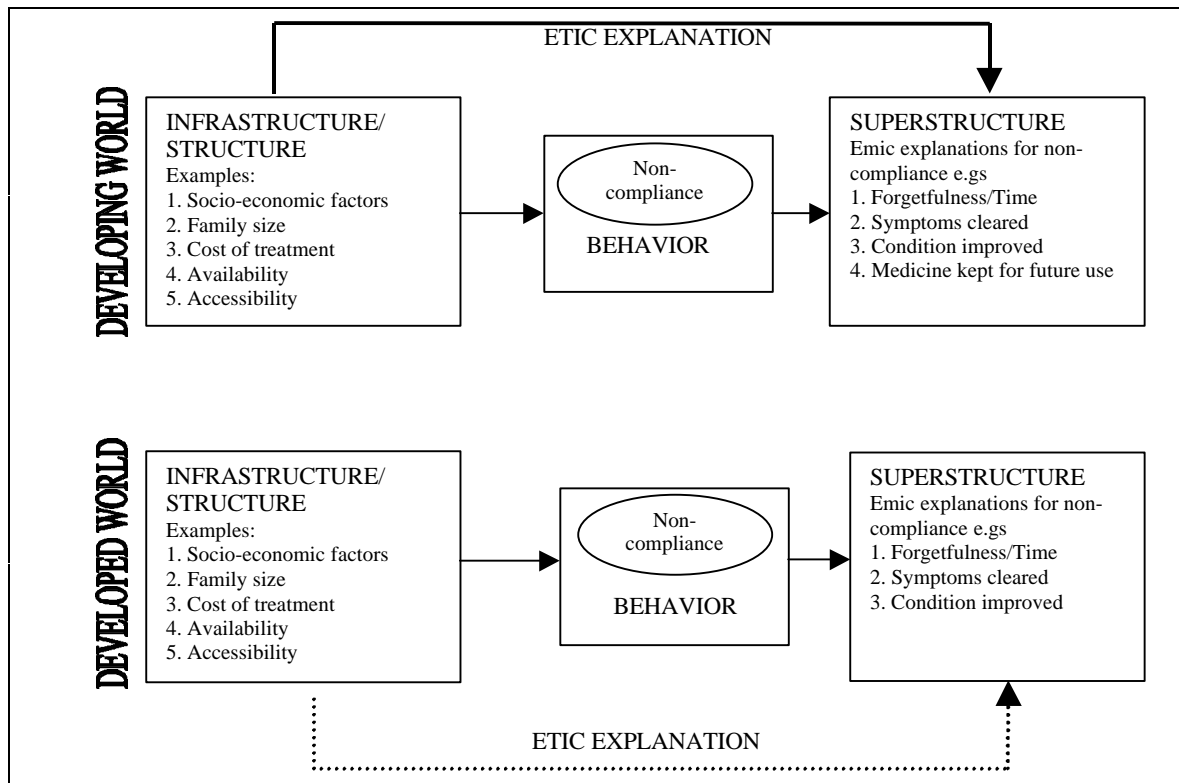 ETIC EXPLANATION
DEVELOPING WORLD
INFRASTRUCTURE/
STRUCTURE
Examples:
1. Socio-economic factors
2. Family size
3. Cost of treatment
4. Availability
5. Accessibility
Non-
compliance
BEHAVIOR
SUPERSTRUCTURE
Emic explanations for non-
compliance e.gs
1. Forgetfulness/Time
2. Symptoms cleared
3. Condition improved
4. Medicine kept for future use
DEVELOPED WORLD
INFRASTRUCTURE/
STRUCTURE
Examples:
1. Socio-economic factors
2. Family size
3. Cost of treatment
4. Availability
5. Accessibility
Non-
compliance
BEHAVIOR
SUPERSTRUCTURE
Emic explanations for non-
compliance e.gs
1. Forgetfulness/Time
2. Symptoms cleared
3. Condition improved
ETIC EXPLANATION